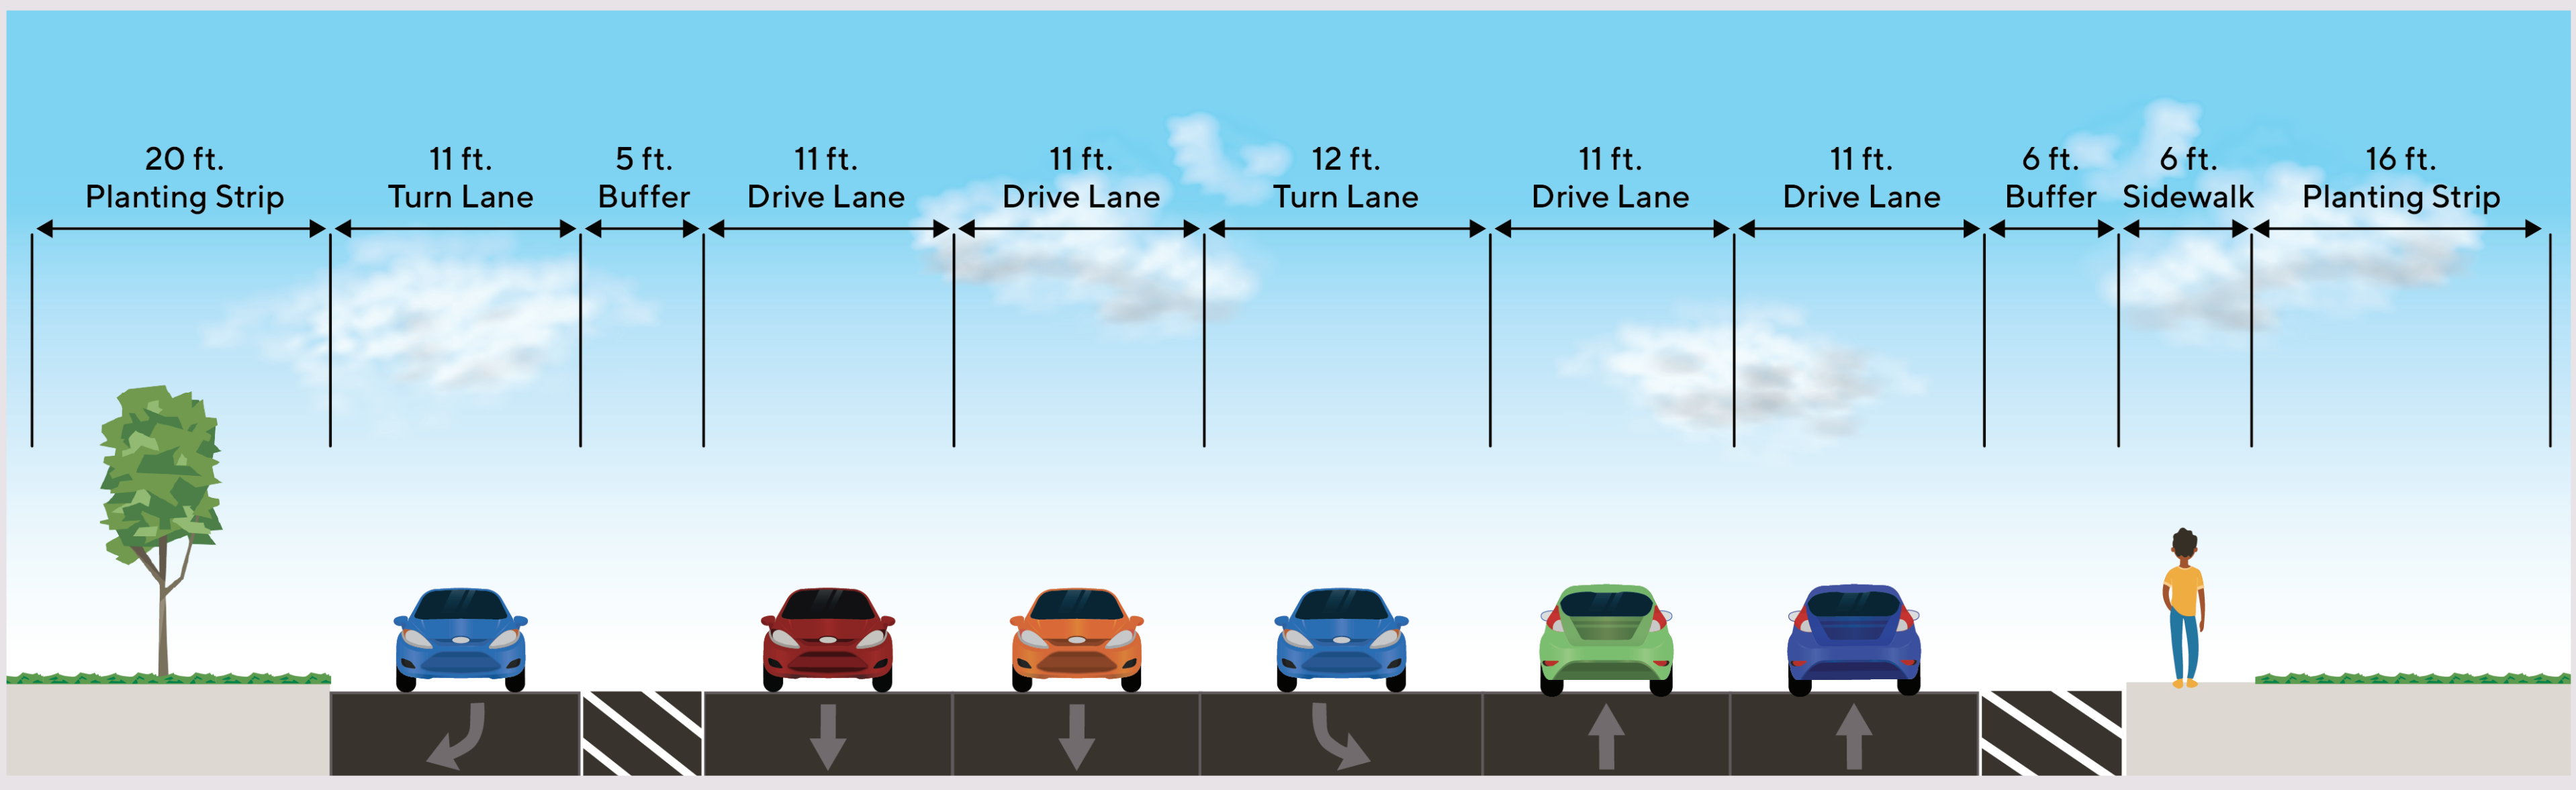 20 ft.
Planting Strip
11 ft.
Turn Lane
5 ft.
Buffer
11 ft.
Drive Lane
11 ft.
Drive Lane
12 ft.
Turn Lane
11 ft.
Drive Lane
11 ft.
Drive Lane
6 ft.
Buffer
6 ft.
Sidewalk
16 ft.
Planting Strip